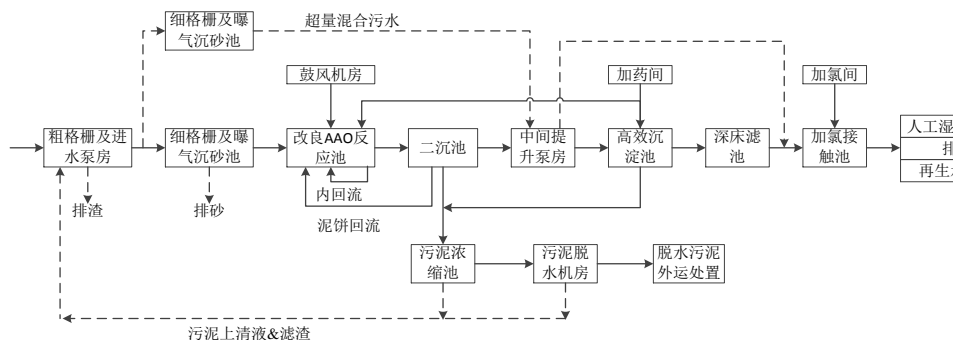 细格栅及曝
气沉砂池
超量混合污水
鼓风机房
加药间
加氯间
粗格栅及进
水泵房
细格栅及曝
气沉砂池
改良AAO反
应池
二沉池
中间提
升泵房
高效沉
淀池
深床滤
池
加氯接
触池
人工湿
排
再生
内回流
排渣
排砂
泥饼回流
污泥浓
缩池
污泥脱
水机房
脱水污泥
外运处置
污泥上清液&滤渣